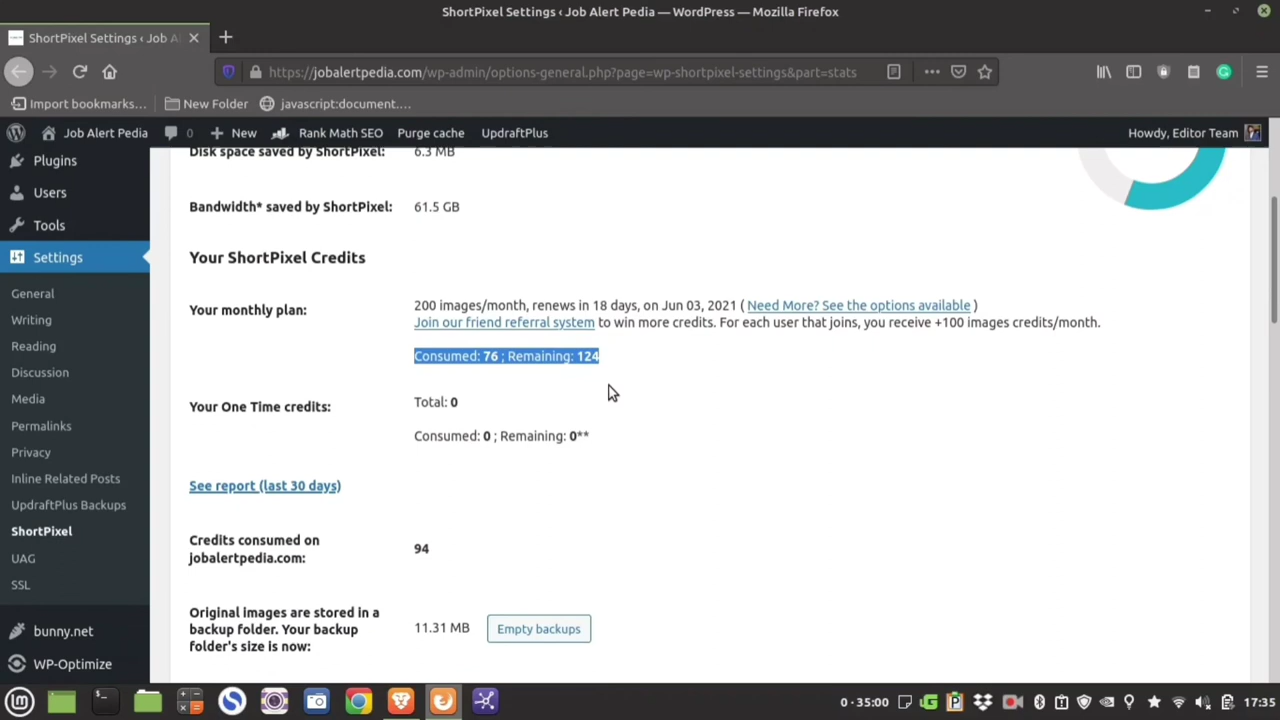 ShortPixel Settings ‹ Job Alert Pedia — WordPress — Mozilla Firefox
ShortPixel Settings ‹ Job Al
https://jobalertpedia.com/wp-admin/options-general.php?page=wp-shortpixel-settings&part=stats
Import bookmarks... New Folder javascript:document....
Job Alert Pedia 0 New Rank Math SEO Purge cache UpdraftPlus Howdy, Editor Team
Plugins
Users
Tools
Settings
General
Writing
Reading
Discussion
Media
Permalinks
Privacy
Inline Related Posts
UpdraftPlus Backups
ShortPixel
UAG
SSL
bunny.net
WP-Optimize
Disk space saved by ShortPixel: 6.3 MB
Bandwidth* saved by ShortPixel: 61.5 GB
Your ShortPixel Credits
Your monthly plan: 200 images/month, renews in 18 days, on Jun 03, 2021 ( Need More? See the options available )
Join our friend referral system to win more credits. For each user that joins, you receive +100 images credits/month.
Consumed: 76 ; Remaining: 124
Your One Time credits: Total: 0
Consumed: 0 ; Remaining: 0**
See report (last 30 days)
Credits consumed on
jobalertpedia.com: 94
Original images are stored in a
backup folder. Your backup
folder's size is now: 11.31 MB Empty backups
0 · 35:00 17:35